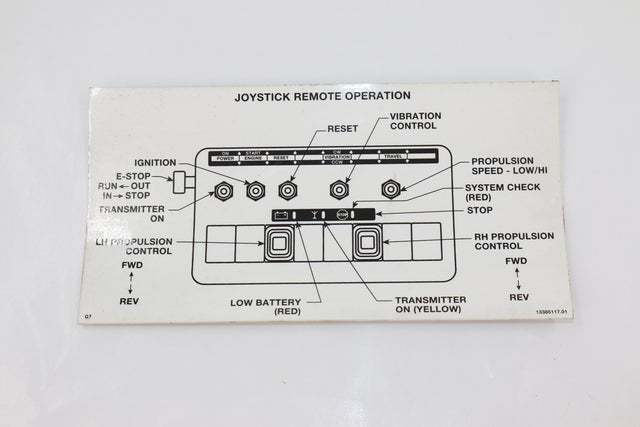 JOYSTICK REMOTE OPERATION
VIBRATION
CONTROL
RESET
IGNITION
E-STOP
RUN ← OUT
IN → STOP
TRANSMITTER
ON
PROPULSION
SPEED - LOW/HI
SYSTEM CHECK
(RED)
STOP
ON START CW
POWER ENGINE RESET VIBRATION TRAVEL
CCW
STOP
LH PROPULSION
CONTROL
FWD
REV
RH PROPULSION
CONTROL
FWD
REV
LOW BATTERY
(RED)
TRANSMITTER
ON (YELLOW)
G7
13385117.01